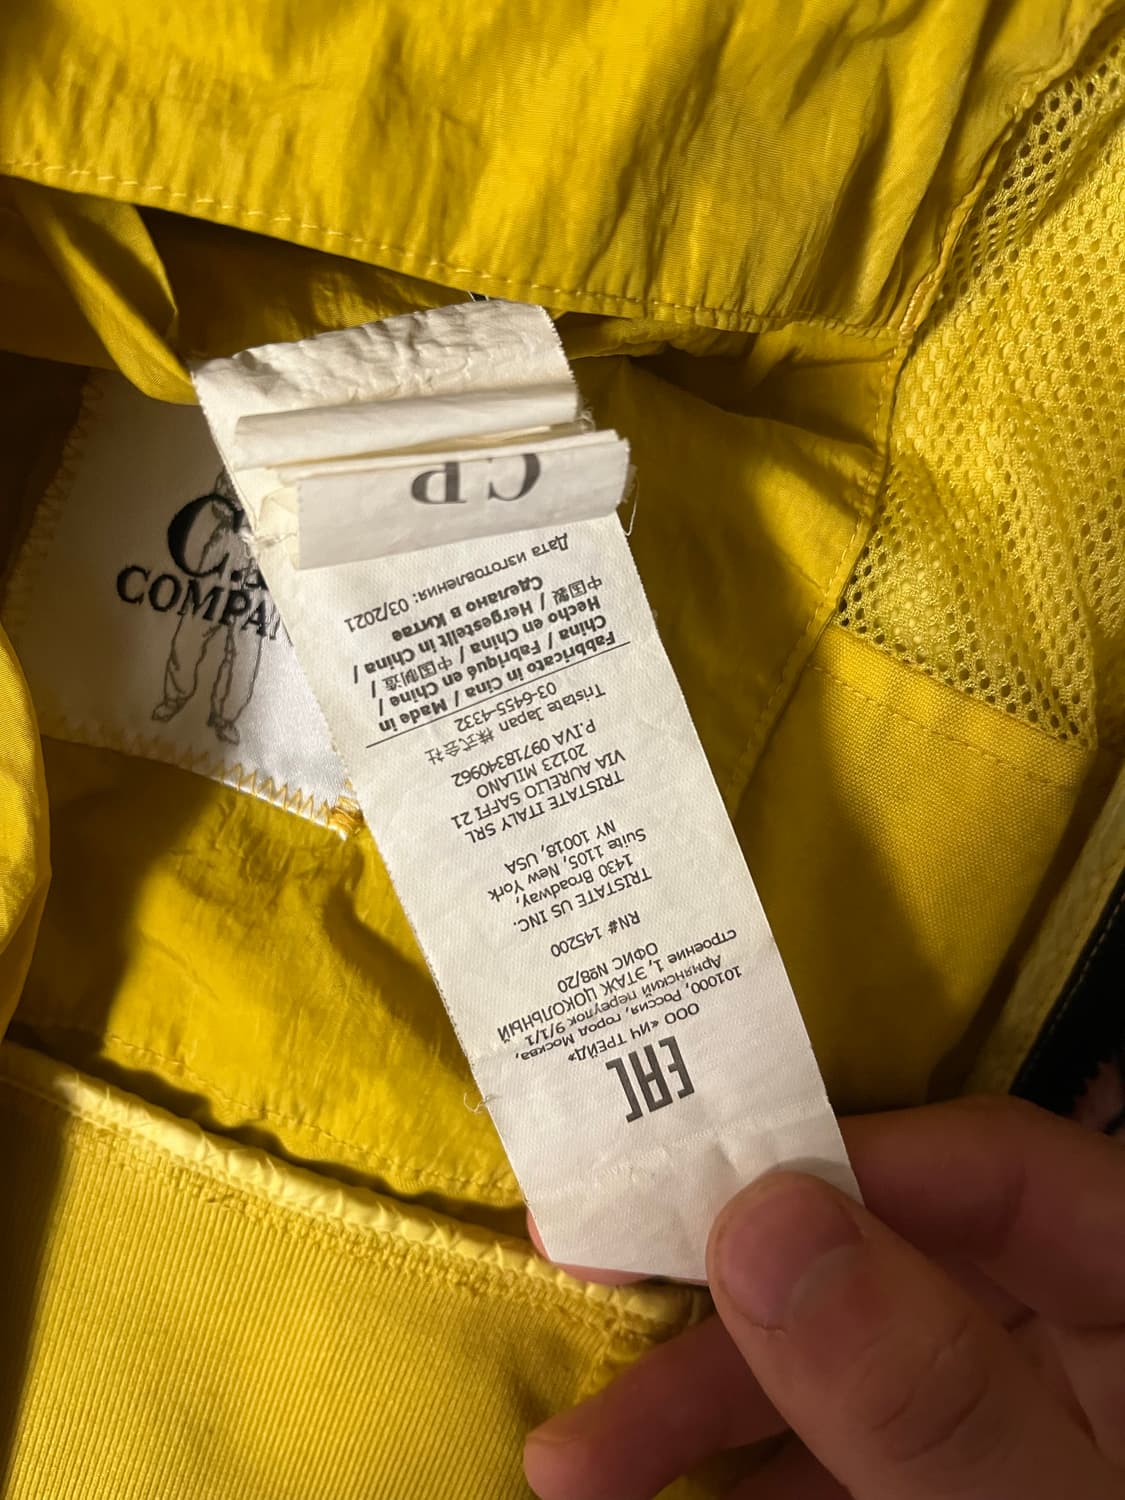 C.P.
COMPA
EAC
ООО «ИЧ ТРЕЙД»
101000, Россия, город Москва,
Армянский переулок 9/1/1
строение 1, ЭТАЖ ЦОКОЛЬНЫЙ
ОФИС №8/20
RN# 145200
TRISTATE US INC.
1430 Broadway,
Suite 1105, New York
NY 10018, USA
TRISTATE ITALY SRL
VIA AURELIO SAFFI 21
20123 MILANO
P.IVA 09718340962
Tristate Japan 株式会社
03-6455-4332
Fabbricato in Cina / Made in
China / Fabriqué en Chine /
Hecho en China / 中国制造 /
中国製 / Hergestellt in China /
Сделано в Китае
Дата изготовления: 03/2021
C P